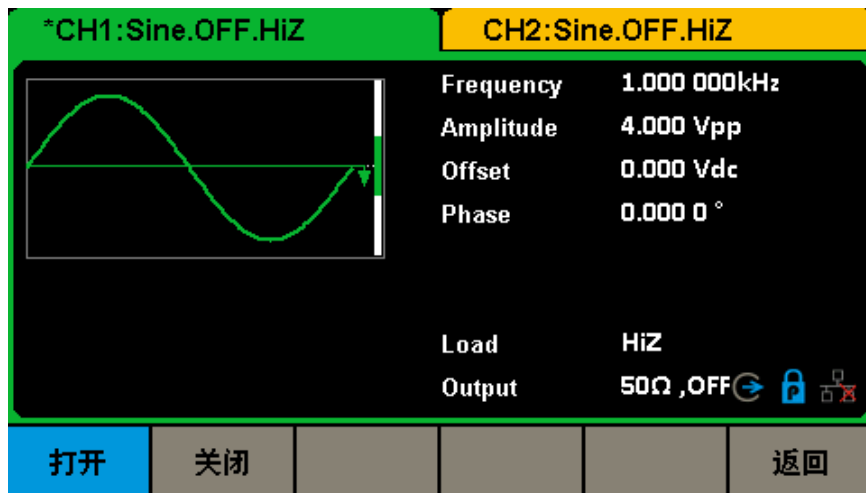 *CH1:Sine.OFF.HiZ
CH2:Sine.OFF.HiZ
Frequency 1.000 000kHz
Amplitude 4.000 Vpp
Offset 0.000 Vdc
Phase 0.000 0 °
Load HiZ
Output 50Ω ,OFF
P
打开 关闭 返回